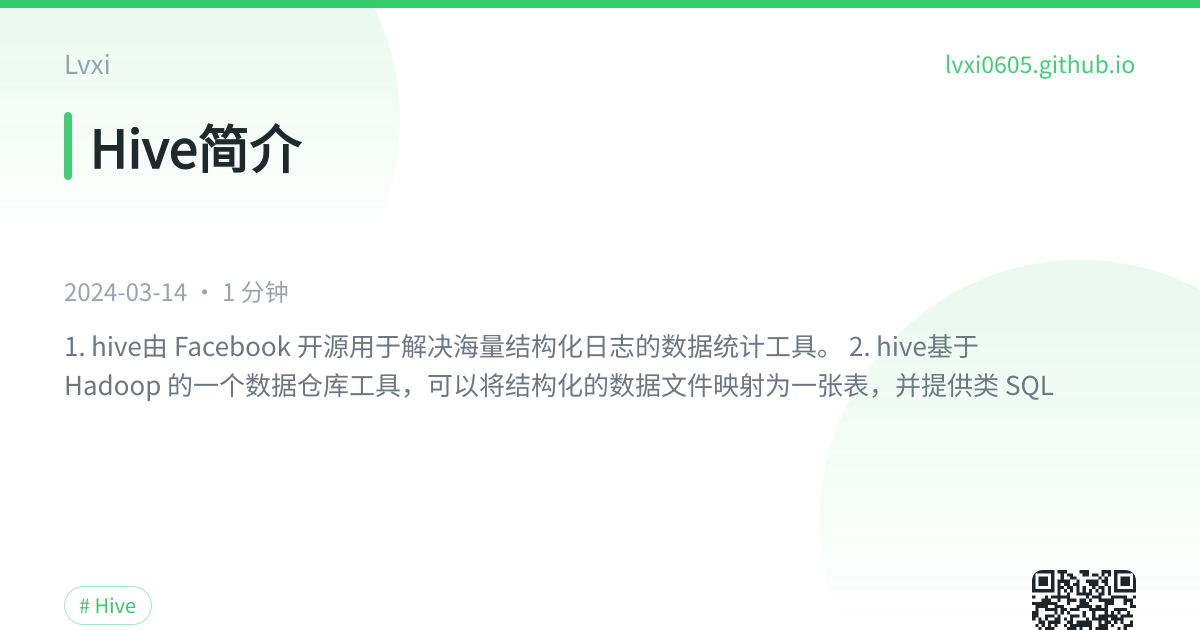 Lvxi
lvxi0605.github.io
Hive简介
2024-03-14 · 1 分钟
1. hive由 Facebook 开源用于解决海量结构化日志的数据统计工具。 2. hive基于
Hadoop 的一个数据仓库工具，可以将结构化的数据文件映射为一张表，并提供类 SQL
# Hive